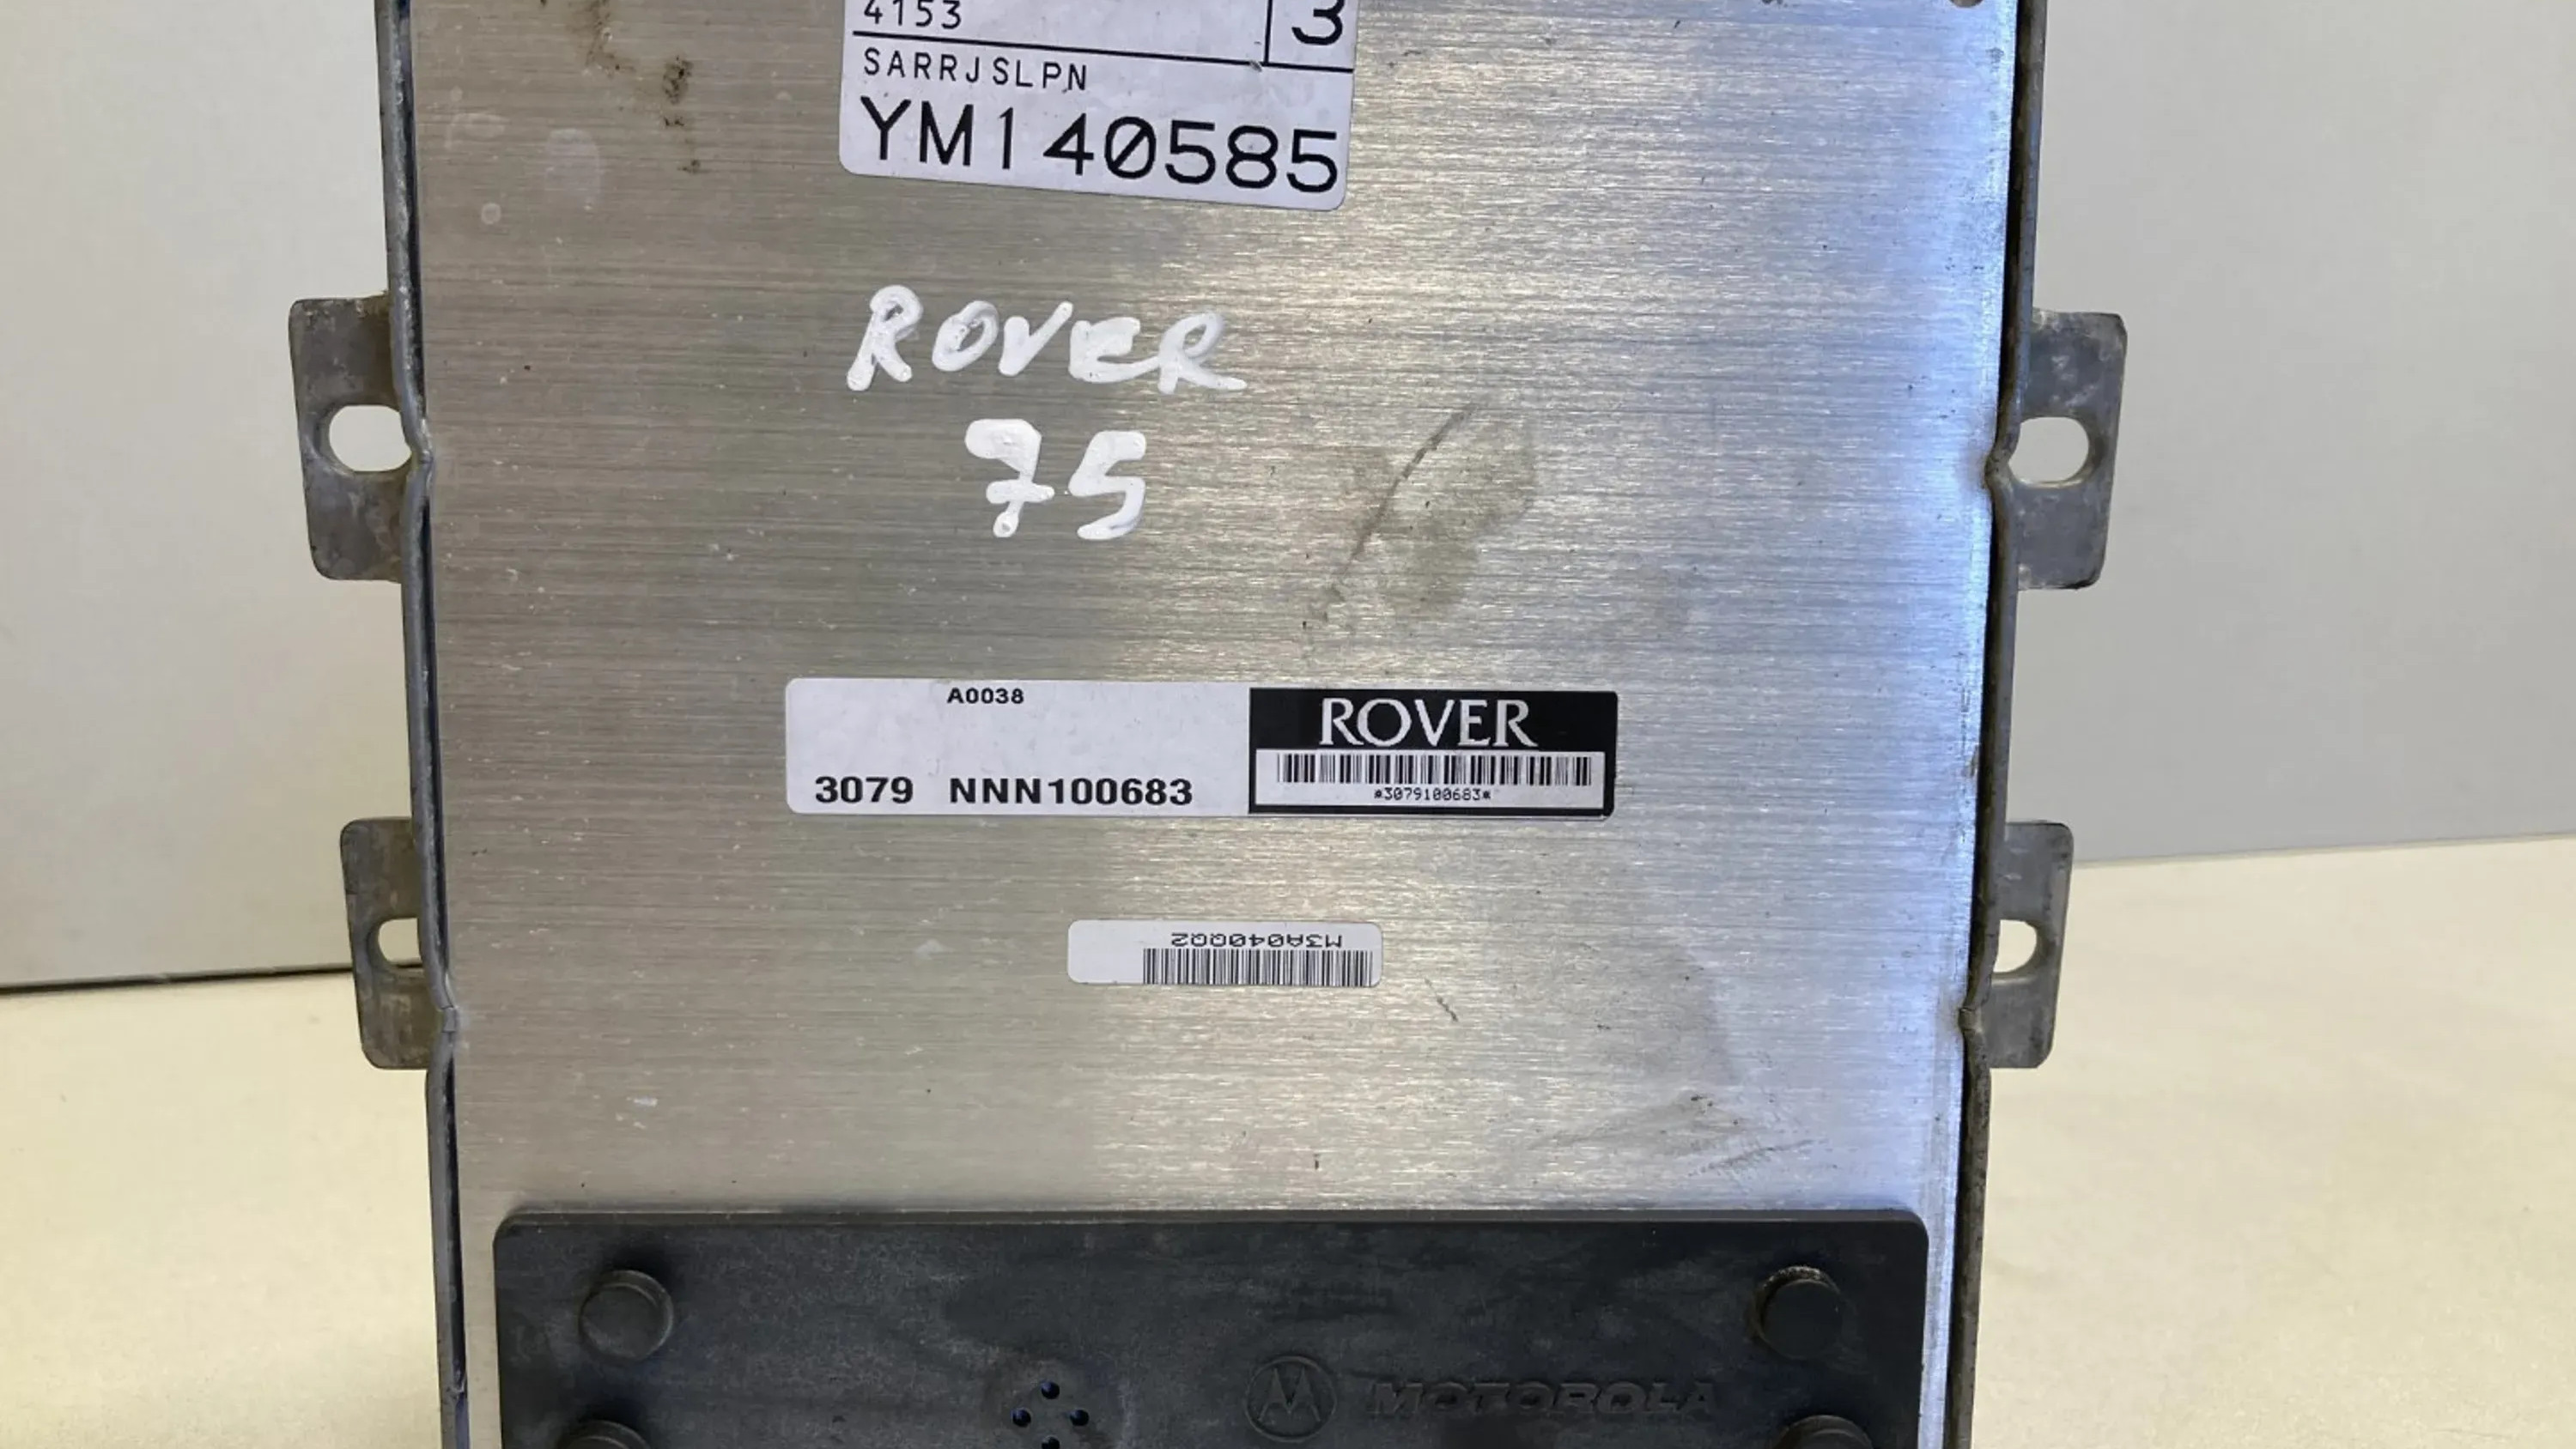 4153
3
SARRJSLPN
YM140585
ROVER
75
A0038
ROVER
3079 NNN100683
*3079100683*
M3A040QQ2
MOTOROLA